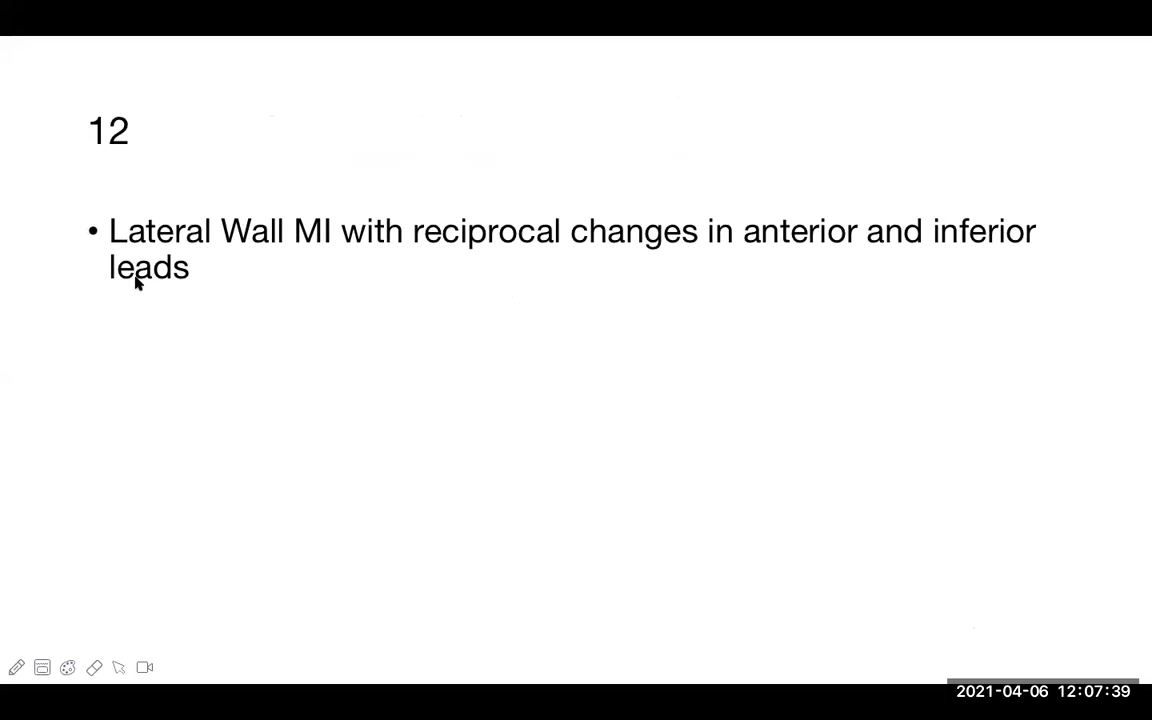 12
• Lateral Wall MI with reciprocal changes in anterior and inferior
leads
2021-04-06 12:07:39